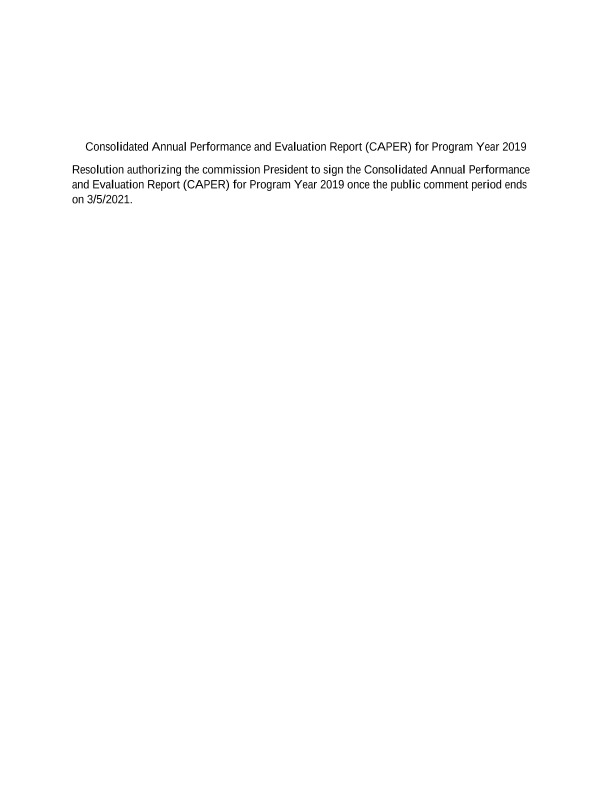 Consolidated Annual Performance and Evaluation Report (CAPER) for Program Year 2019
Resolution authorizing the commission President to sign the Consolidated Annual Performance
and Evaluation Report (CAPER) for Program Year 2019 once the public comment period ends
on 3/5/2021.